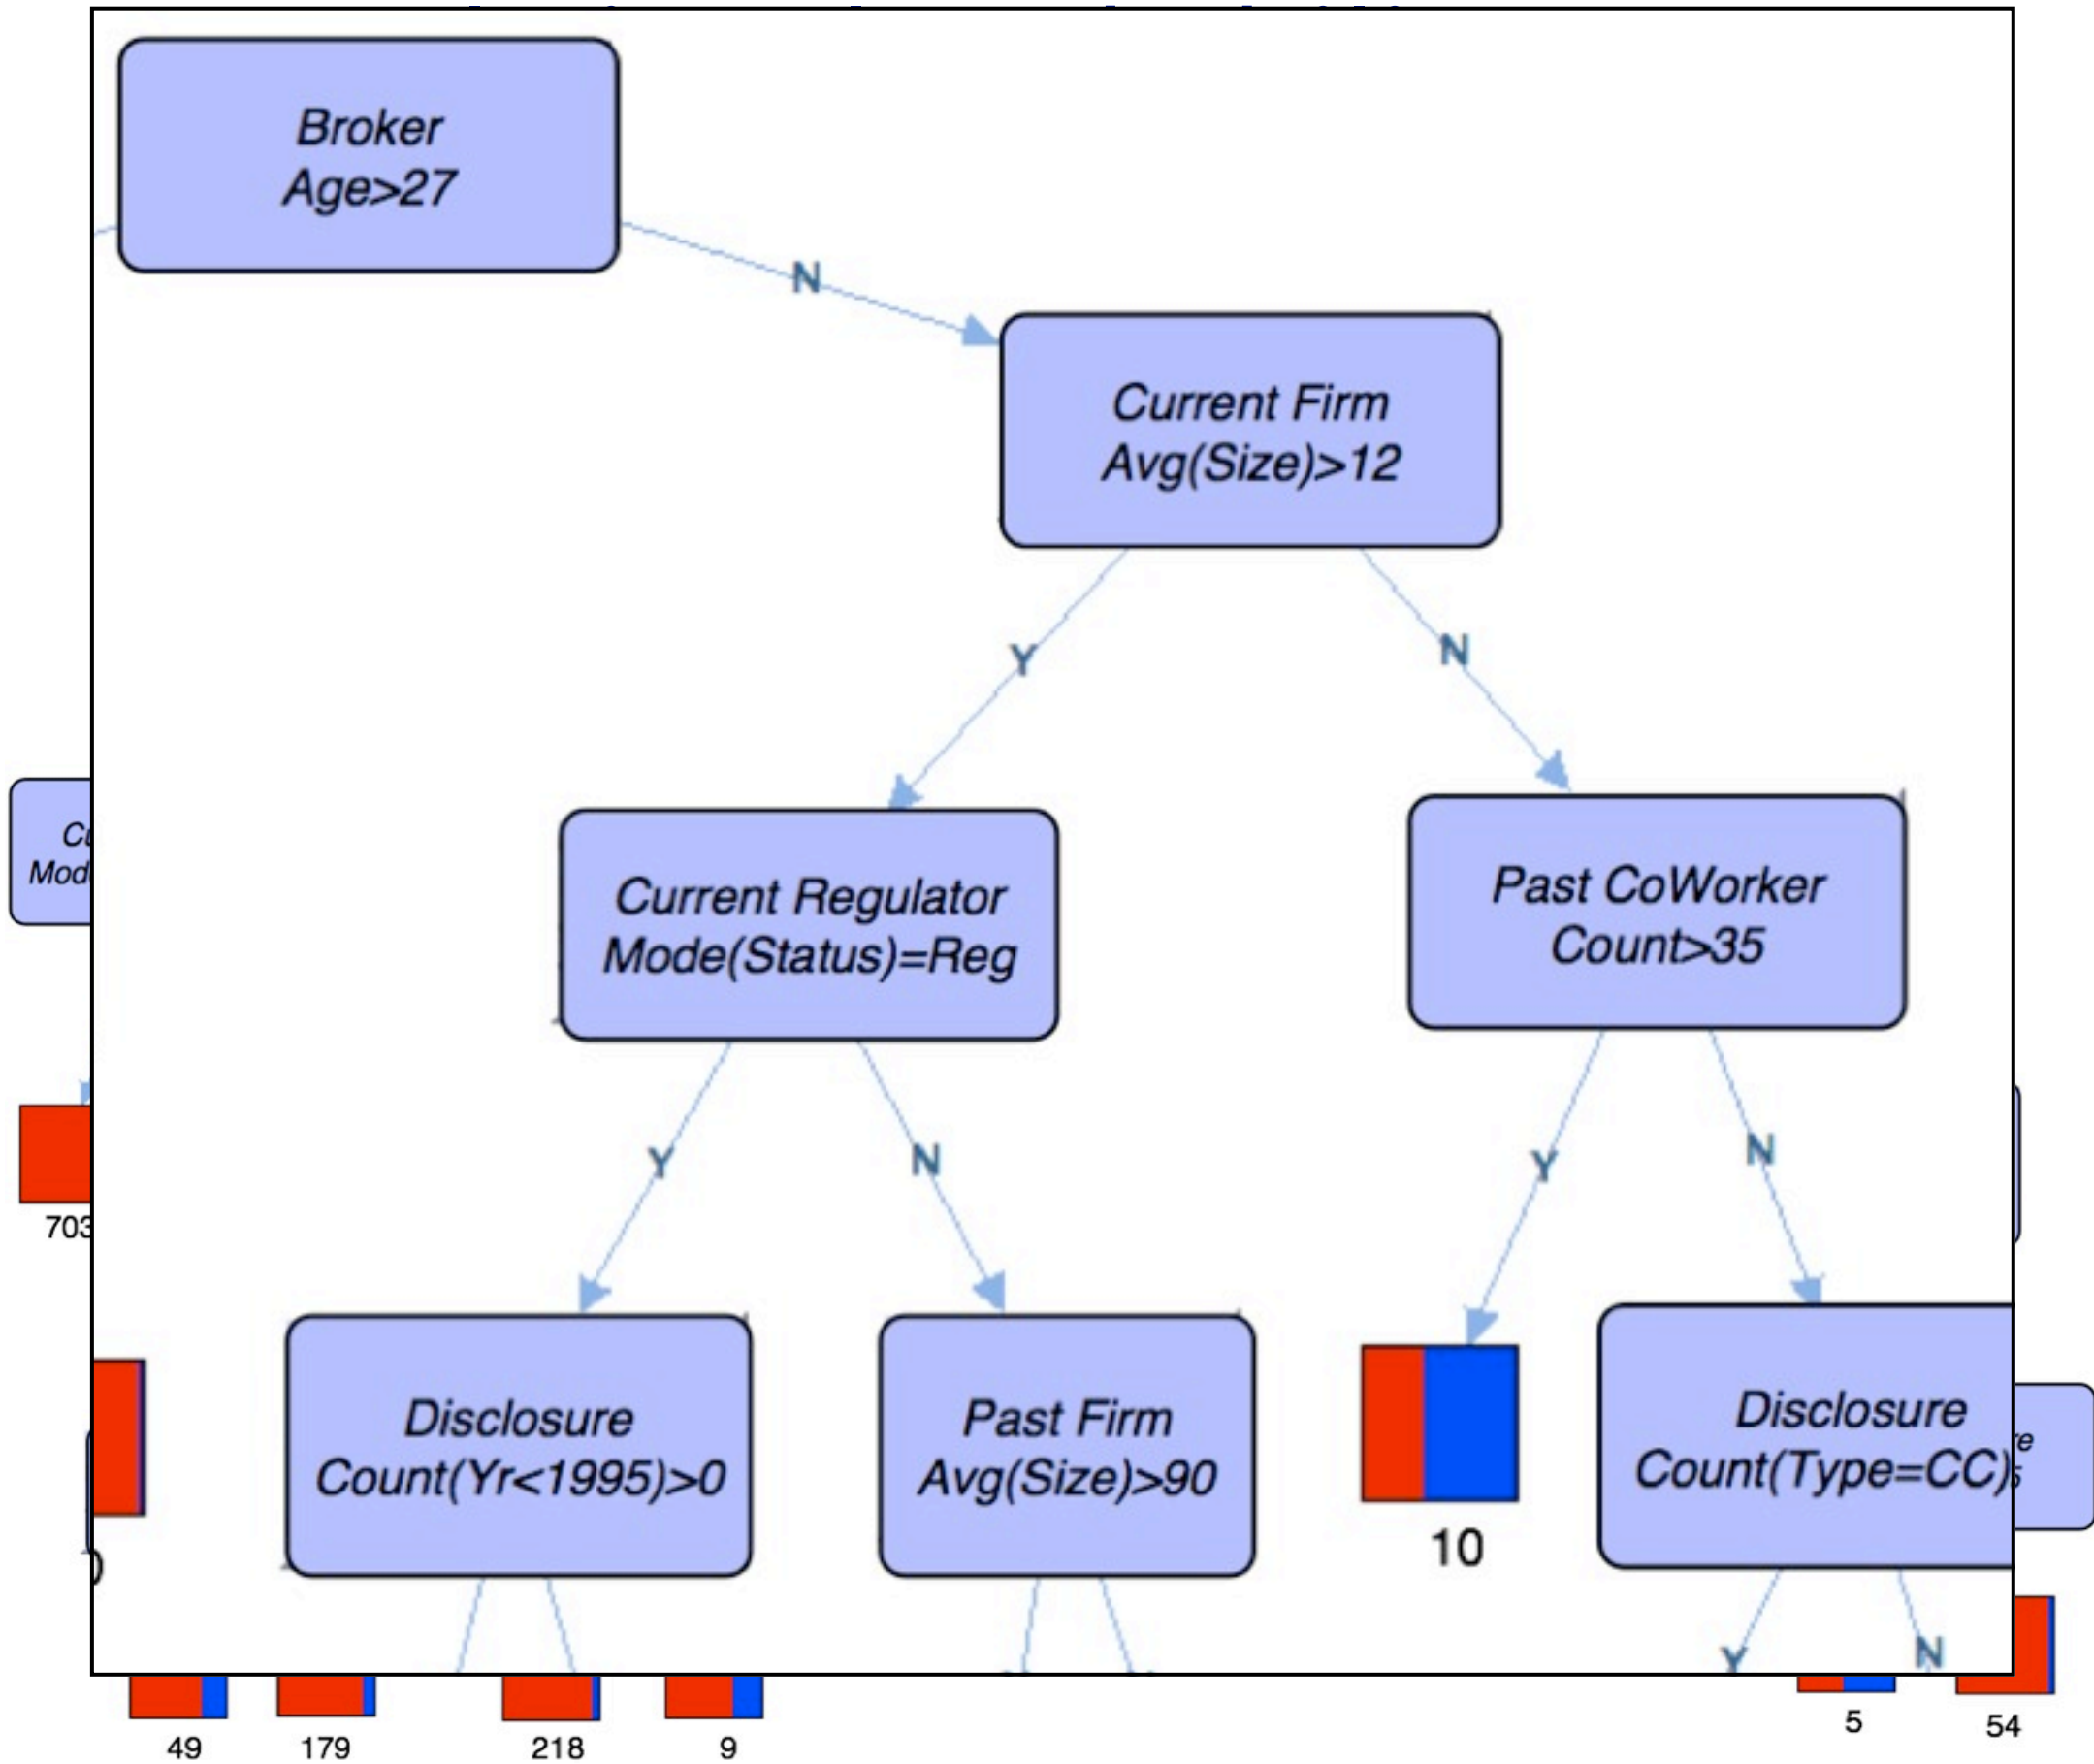 Broker
Age>27
N
Current Firm
Avg(Size)>12
Y
N
Current Regulator
Mode(Status)=Reg
Past CoWorker
Count>35
Y
N
Y
N
703
Disclosure
Count(Yr<1995)>0
Past Firm
Avg(Size)>90
10
Disclosure
Count(Type=CC)
Y
N
49
179
218
9
5
54